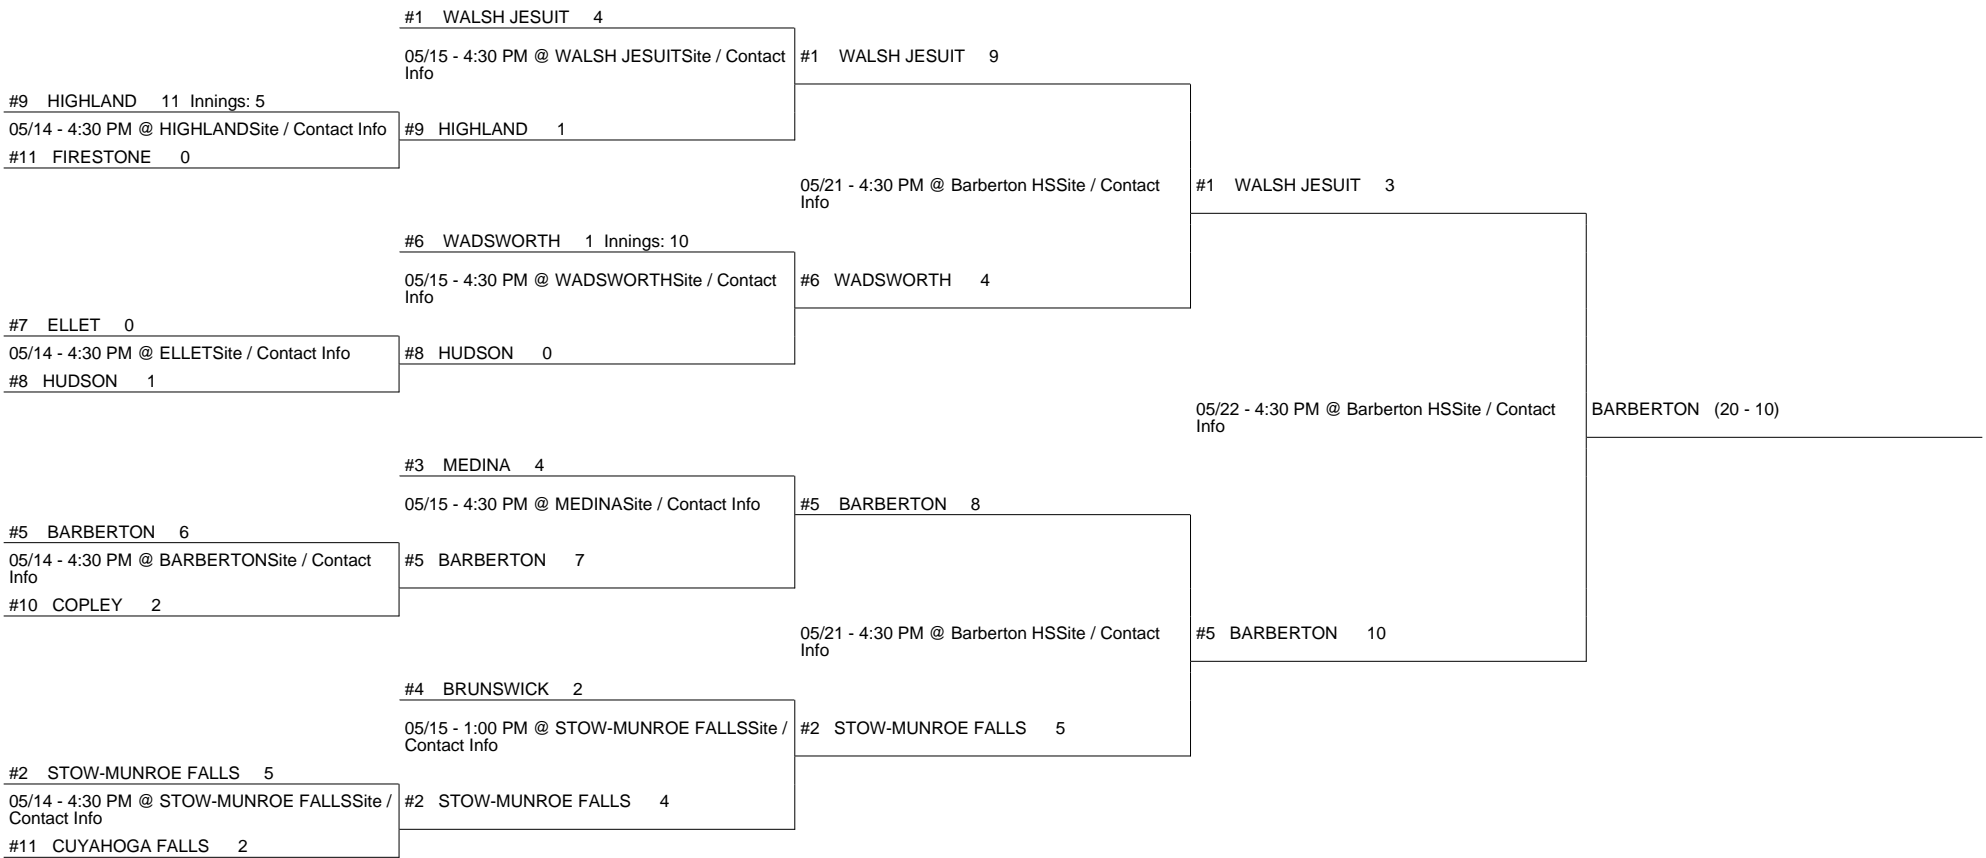 #1 WALSH JESUIT 4
05/15 - 4:30 PM @ WALSH JESUITSite / Contact
Info
#1 WALSH JESUIT 9
#9 HIGHLAND 11 Innings: 5
05/14 - 4:30 PM @ HIGHLANDSite / Contact Info
#9 HIGHLAND 1
#11 FIRESTONE 0
05/21 - 4:30 PM @ Barberton HSSite / Contact
Info
#1 WALSH JESUIT 3
#6 WADSWORTH 1 Innings: 10
05/15 - 4:30 PM @ WADSWORTHSite / Contact
Info
#6 WADSWORTH 4
#7 ELLET 0
05/14 - 4:30 PM @ ELLETSite / Contact Info
#8 HUDSON 0
#8 HUDSON 1
05/22 - 4:30 PM @ Barberton HSSite / Contact
Info
BARBERTON (20 - 10)
#3 MEDINA 4
05/15 - 4:30 PM @ MEDINASite / Contact Info
#5 BARBERTON 8
#5 BARBERTON 6
05/14 - 4:30 PM @ BARBERTONSite / Contact
Info
#5 BARBERTON 7
#10 COPLEY 2
05/21 - 4:30 PM @ Barberton HSSite / Contact
Info
#5 BARBERTON 10
#4 BRUNSWICK 2
05/15 - 1:00 PM @ STOW-MUNROE FALLSSite /
Contact Info
#2 STOW-MUNROE FALLS 5
#2 STOW-MUNROE FALLS 5
05/14 - 4:30 PM @ STOW-MUNROE FALLSSite /
Contact Info
#2 STOW-MUNROE FALLS 4
#11 CUYAHOGA FALLS 2